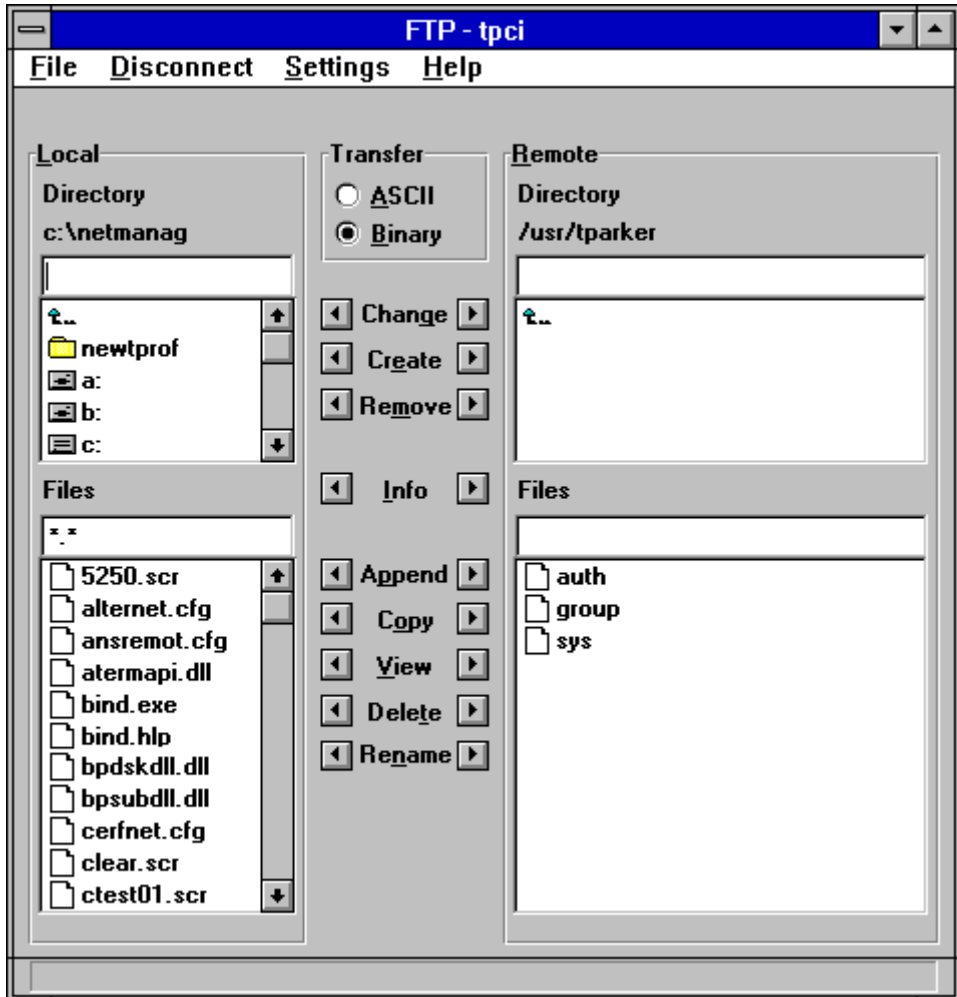 FTP - tpci
File Disconnect Settings Help
Local
Directory
c:\netmanag
..
newtprof
a:
b:
c:
Files
*.*
5250.scr
alternet.cfg
ansremot.cfg
atermapi.dll
bind.exe
bind.hlp
bpdskdll.dll
bpsubdll.dll
cerfnet.cfg
clear.scr
ctest01.scr
Transfer
ASCII
Binary
Change
Create
Remove
Info
Append
Copy
View
Delete
Rename
Remote
Directory
/usr/tparker
..
Files
auth
group
sys